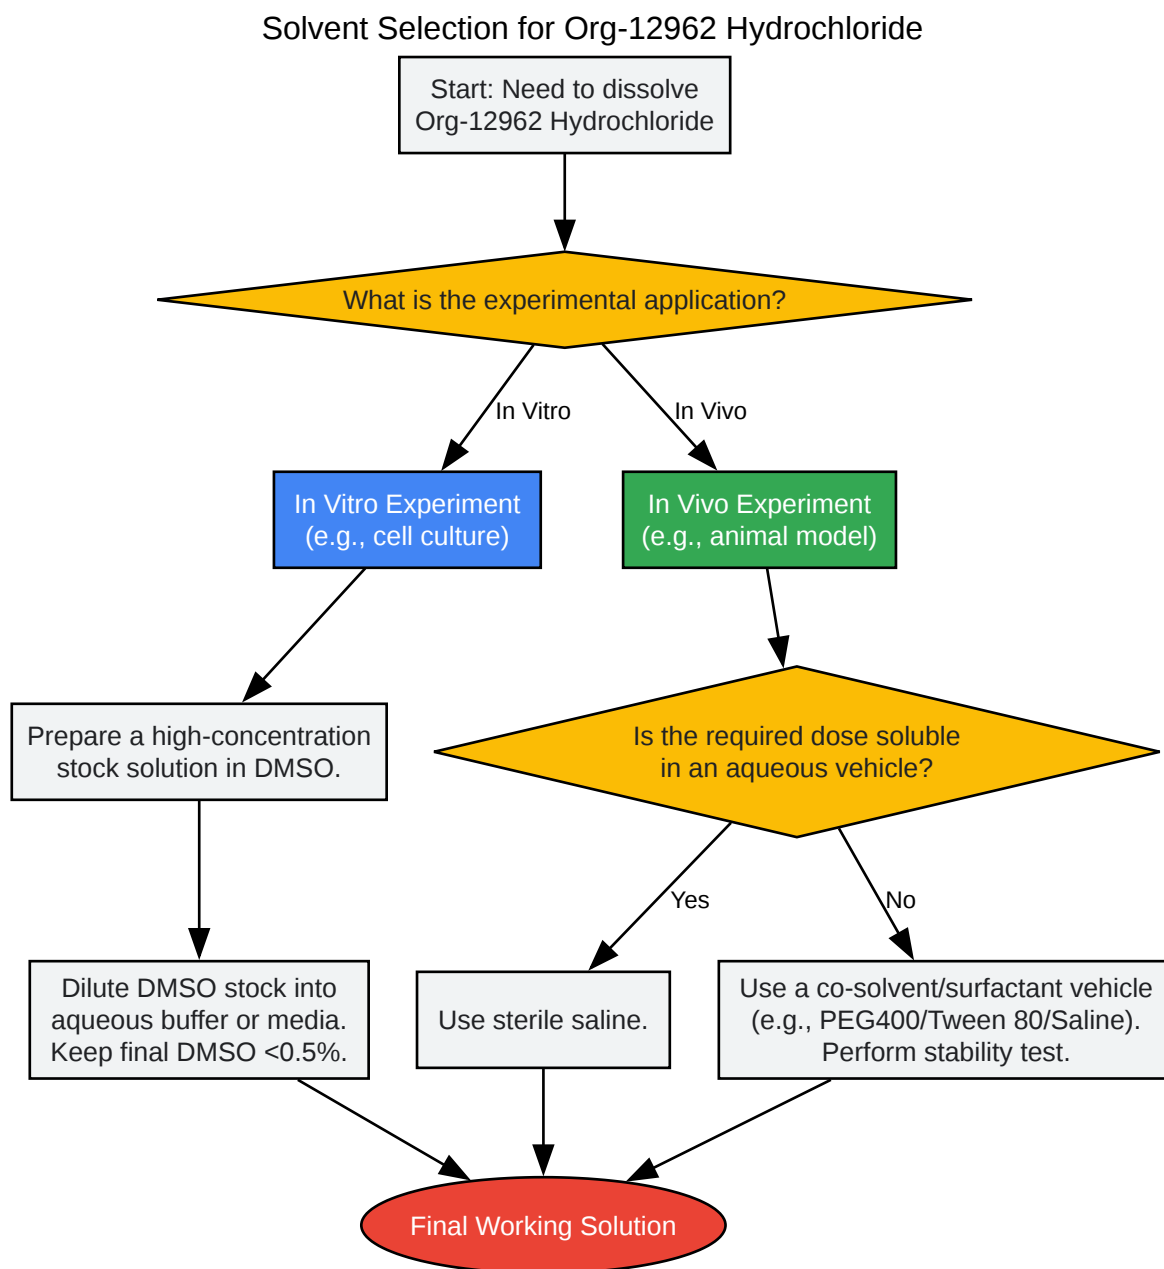 Solvent Selection for Org-12962 Hydrochloride
Start: Need to dissolve
Org-12962 Hydrochloride
What is the experimental application?
In Vitro
In Vivo
In Vitro Experiment
(e.g., cell culture)
In Vivo Experiment
(e.g., animal model)
Prepare a high-concentration
stock solution in DMSO.
Is the required dose soluble
in an aqueous vehicle?
Yes
No
Dilute DMSO stock into
aqueous buffer or media.
Keep final DMSO <0.5%.
Use sterile saline.
Use a co-solvent/surfactant vehicle
(e.g., PEG400/Tween 80/Saline).
Perform stability test.
Final Working Solution